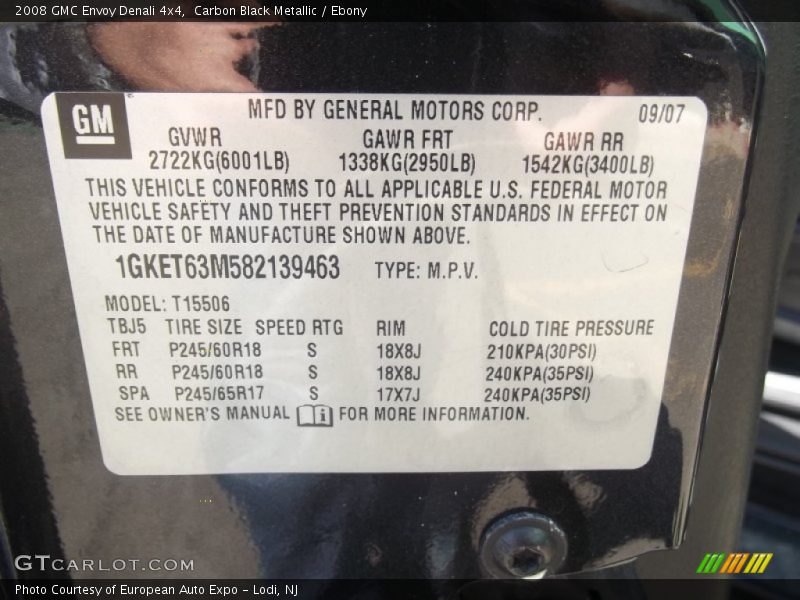 2008 GMC Envoy Denali 4x4, Carbon Black Metallic / Ebony
GM
MFD BY GENERAL MOTORS CORP. 09/07
GVWR GAWR FRT GAWR RR
2722KG(6001LB) 1338KG(2950LB) 1542KG(3400LB)
THIS VEHICLE CONFORMS TO ALL APPLICABLE U.S. FEDERAL MOTOR
VEHICLE SAFETY AND THEFT PREVENTION STANDARDS IN EFFECT ON
THE DATE OF MANUFACTURE SHOWN ABOVE.
1GKET63M582139463 TYPE: M.P.V.
MODEL: T15506
TBJ5 TIRE SIZE SPEED RTG RIM COLD TIRE PRESSURE
FRT P245/60R18 S 18X8J 210KPA(30PSI)
RR P245/60R18 S 18X8J 240KPA(35PSI)
SPA P245/65R17 S 17X7J 240KPA(35PSI)
SEE OWNER'S MANUAL i FOR MORE INFORMATION.
GTCARLOT.COM
Photo Courtesy of European Auto Expo - Lodi, NJ